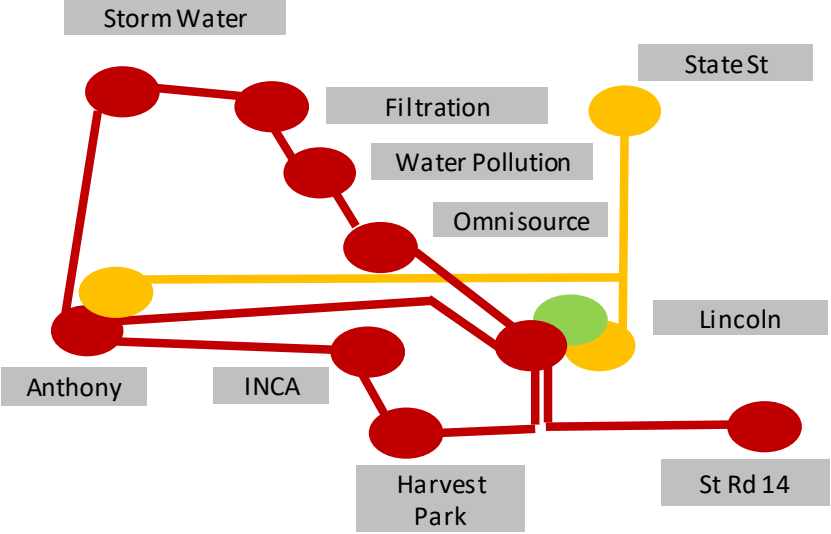 Storm Water
State St
Filtration
Water Pollution
Omnisource
Lincoln
Anthony
INCA
Harvest
Park
St Rd 14